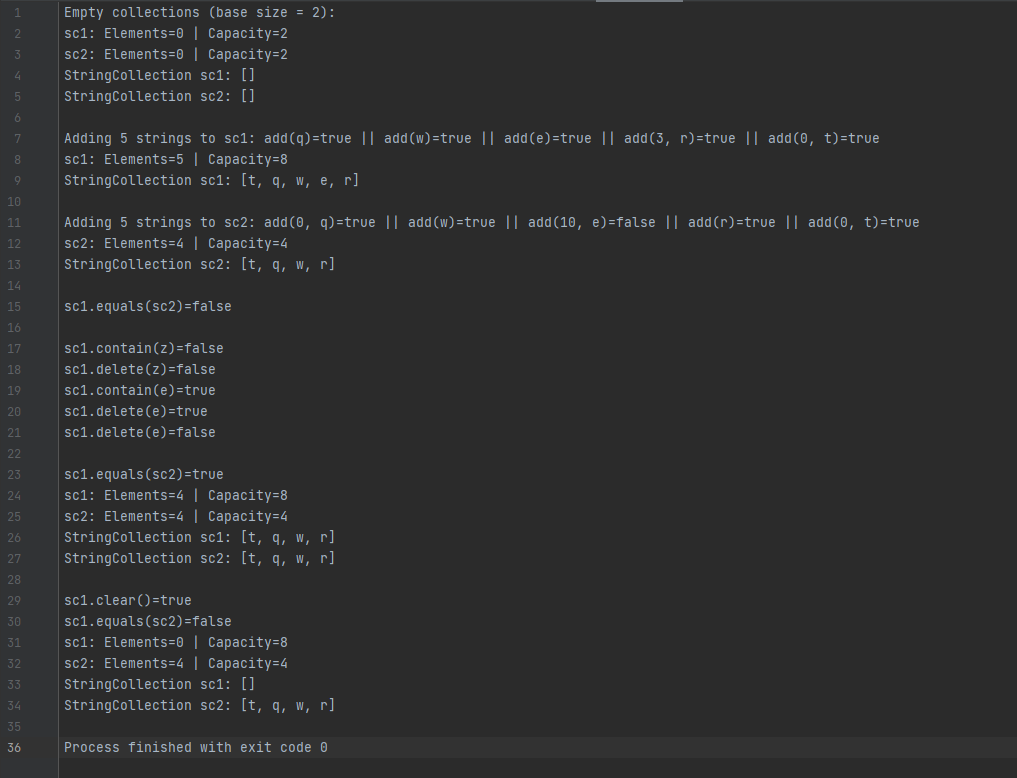 1 Empty collections (base size = 2):
2 sc1: Elements=0 | Capacity=2
3 sc2: Elements=0 | Capacity=2
4 StringCollection sc1: []
5 StringCollection sc2: []
6
7 Adding 5 strings to sc1: add(q)=true || add(w)=true || add(e)=true || add(3, r)=true || add(0, t)=true
8 sc1: Elements=5 | Capacity=8
9 StringCollection sc1: [t, q, w, e, r]
10
11 Adding 5 strings to sc2: add(0, q)=true || add(w)=true || add(10, e)=false || add(r)=true || add(0, t)=true
12 sc2: Elements=4 | Capacity=4
13 StringCollection sc2: [t, q, w, r]
14
15 sc1.equals(sc2)=false
16
17 sc1.contain(z)=false
18 sc1.delete(z)=false
19 sc1.contain(e)=true
20 sc1.delete(e)=true
21 sc1.delete(e)=false
22
23 sc1.equals(sc2)=true
24 sc1: Elements=4 | Capacity=8
25 sc2: Elements=4 | Capacity=4
26 StringCollection sc1: [t, q, w, r]
27 StringCollection sc2: [t, q, w, r]
28
29 sc1.clear()=true
30 sc1.equals(sc2)=false
31 sc1: Elements=0 | Capacity=8
32 sc2: Elements=4 | Capacity=4
33 StringCollection sc1: []
34 StringCollection sc2: [t, q, w, r]
35
36 Process finished with exit code 0